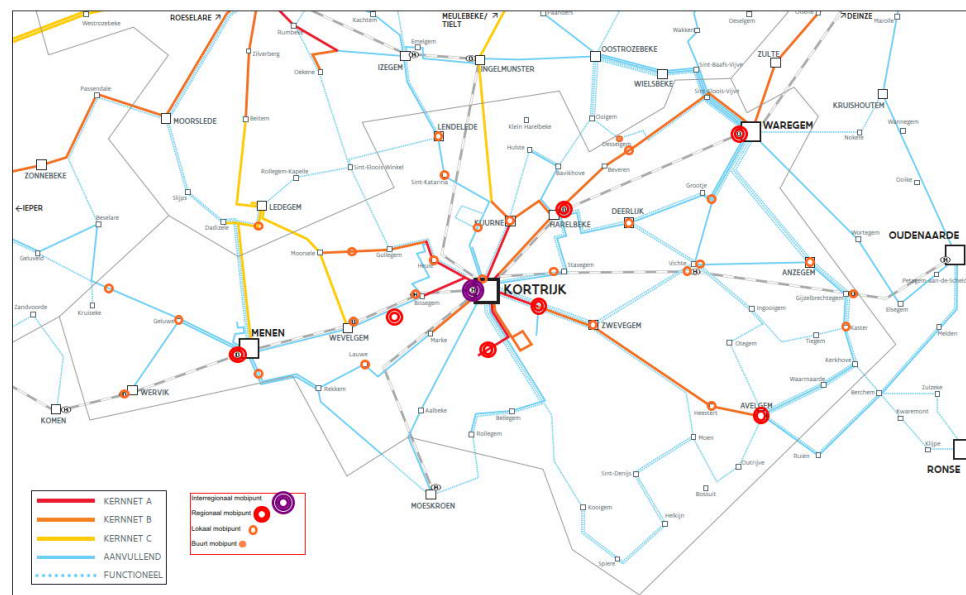 Westrozebeke
ROESELARE ↗
Rumbeke
Kachtem
MEULEBEKE/
TIELT ↗
Oeselgem
↗ DEINZE
Marolle
Zilverberg
Emelgem
IZEGEM
INGELMUNSTER
OOSTROZEBEKE
Wakken
ZULTE
Oekene
Sint-Baafs-Vijve
WIELSBEKE
Passendale
Sint-Eloois-Vijve
KRUISHOUTEM
MOORSLEDE
Beitem
LENDELEDE
Klein Harelbeke
Ooigem
Desselgem
WAREGEM
Wannegem
Nokere
Hulste
ZONNEBEKE
Rollegem-Kapelle
Sint-Eloois-Winkel
Sint-Katarina
Bavikhove
Beveren
Slijps
Grootje
Ooike
←IEPER
LEDEGEM
Beselare
Dadizele
KUURNE
HARELBEKE
DEERLIJK
Wortegem
OUDENAARDE
Geluveld
Moorsele
Gullegem
Heule
Stasegem
Vichte
ANZEGEM
Petegem-aan-de-Schelde
Zandvoorde
Kruiseke
Bissegem
KORTRIJK
Ingooigem
Gijzelbrechtegem
Elsegem
Geluwe
MENEN
WEVELGEM
Marke
ZWEVEGEM
Otegem
Tiegem
Kaster
Melden
Lauwe
Kerkhove
WERVIK
Rekkem
Waarmaarde
KOMEN
Aalbeke
Bellegem
Heestert
AVELGEM
Berchem
Zulzeke
Kwaremont
Rollegem
Moen
Ruien
Klijpe
RONSE
Outrijve
Sint-Denijs
Bossuit
MOESKROEN
Kooigem
Helkijn
Spiere
KERNNET A
KERNNET B
KERNNET C
AANVULLEND
FUNCTIONEEL
Interregionaal mobipunt
Regionaal mobipunt
Lokaal mobipunt
Buurt mobipunt